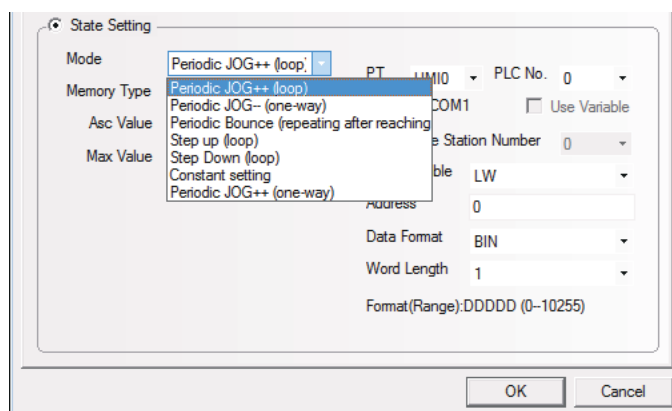 State Setting
Mode
Periodic JOG++ (loop)
PT
HMI0
PLC No.
0
Memory Type
Periodic JOG++ (loop)
Periodic JOG-- (one-way)
Periodic Bounce (repeating after reaching
Step up (loop)
Step Down (loop)
Constant setting
Periodic JOG++ (one-way)
COM1
Use Variable
Asc Value
Station Number
0
Max Value
LW
Address
0
Data Format
BIN
Word Length
1
Format(Range):DDDDD (0--10255)
OK
Cancel